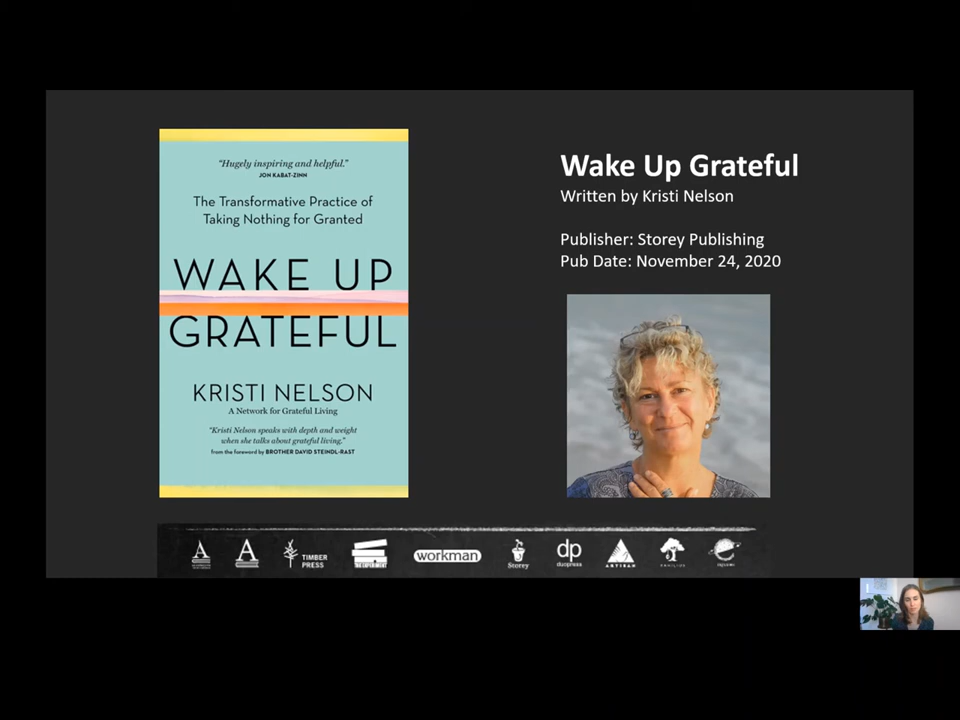 “Hugely inspiring and helpful.”
JON KABAT-ZINN
The Transformative Practice of
Taking Nothing for Granted
WAKE UP
GRATEFUL
KRISTI NELSON
A Network for Grateful Living
“Kristi Nelson speaks with depth and weight
when she talks about grateful living.”
from the foreword by BROTHER DAVID STEINDL-RAST
Wake Up Grateful
Written by Kristi Nelson
Publisher: Storey Publishing
Pub Date: November 24, 2020
A
A
TIMBER
PRESS
THE EXPERIMENT
workman
Storey
dp
duopress
ARTISAN